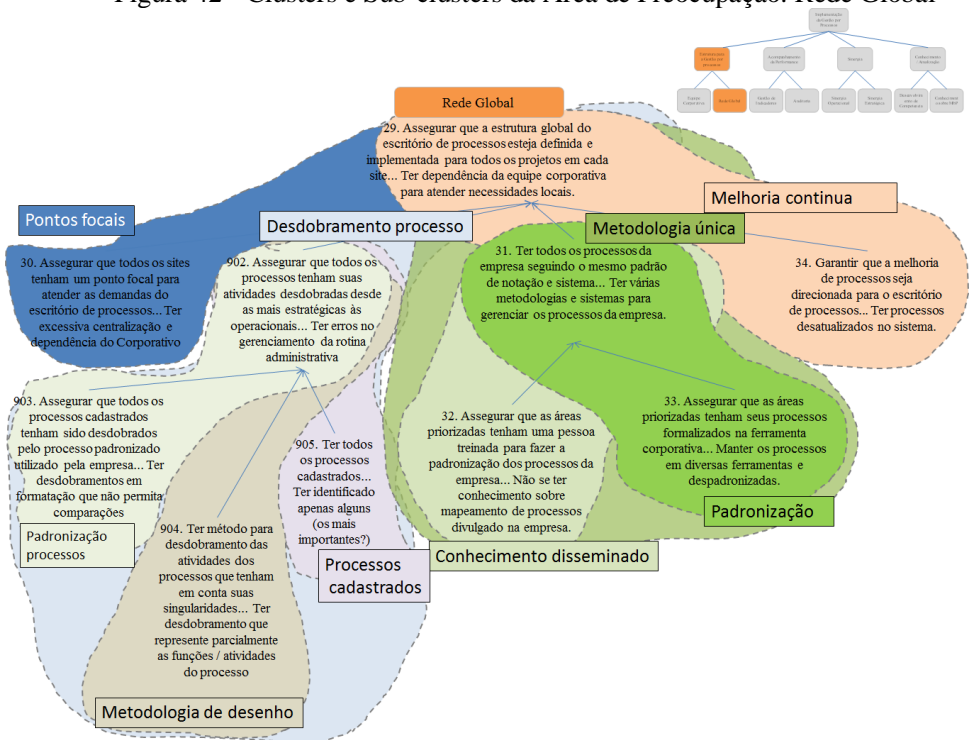 Figura 42 - Clusters e Sub-clusters da Área de Preocupação: Rede Global
Rede Global
29. Assegurar que a estrutura global do
escritório de processos esteja definida e
implementada para todos os projetos em cada
site... Ter dependência da equipe corporativa
para atender necessidades locais.
Melhoria continua
Pontos focais
Desdobramento processo
Metodologia única
30. Assegurar que todos os sites
tenham um ponto focal para
atender as demandas do
escritório de processos... Ter
excessiva centralização e
dependência do Corporativo
902. Assegurar que todos os
processos tenham suas
atividades desdobradas desde
as mais estratégicas às
operacionais... Ter erros no
gerenciamento da rotina
administrativa
31. Ter todos os processos da
empresa seguindo o mesmo padrão
de notação e sistema... Ter
várias metodologias e sistemas para
gerenciar os processos da empresa.
34. Garantir que a melhoria
de processos seja
direcionada para o escritório
de processos... Ter processos
desatualizados no sistema.
903. Assegurar que todos os
processos cadastrados
tenham sido desdobrados
pelo processo padronizado
utilizado pela empresa... Ter
desdobramentos em
formatação que não permita
comparações
Padronização
processos
904. Ter método para
desdobramento das
atividades dos
processos que tenham
em conta suas
singularidades... Ter
desdobramento que
represente parcialmente
as funções / atividades
do processo
Metodologia de desenho
905. Ter todos
os processos
cadastrados...
Ter identificado
apenas alguns
(os mais
importantes?)
Processos
cadastrados
32. Assegurar que as áreas
priorizadas tenham uma pessoa
treinada para fazer a
padronização dos processos da
empresa... Não se ter
conhecimento sobre
mapeamento de processos
divulgado na empresa.
Conhecimento disseminado
33. Assegurar que as áreas
priorizadas tenham seus processos
formalizados na ferramenta
corporativa... Manter os processos
em diversas ferramentas e
despadronizadas.
Padronização